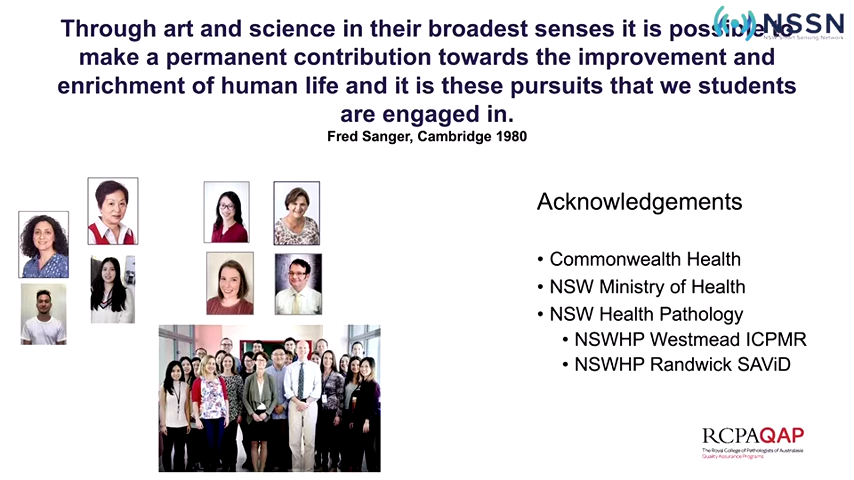 Through art and science in their broadest senses it is possible to
make a permanent contribution towards the improvement and
enrichment of human life and it is these pursuits that we students
are engaged in.
Fred Sanger, Cambridge 1980
NSSN
NSW Smart Sensing Network
Acknowledgements
• Commonwealth Health
• NSW Ministry of Health
• NSW Health Pathology
• NSWHP Westmead ICPMR
• NSWHP Randwick SAViD
RCPAQAP
The Royal College of Pathologists of Australasia
Quality Assurance Programs